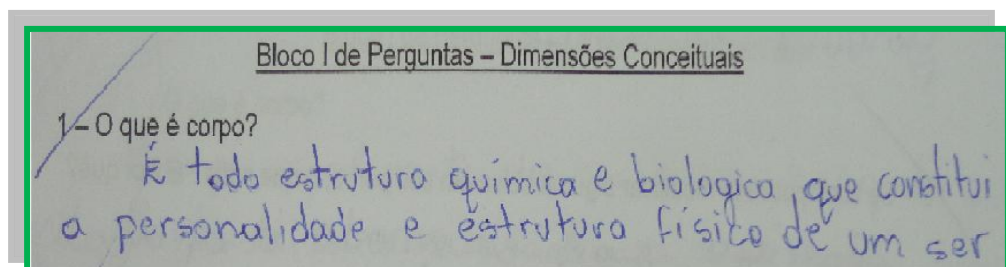 Bloco I de Perguntas – Dimensões Conceituais
1 – O que é corpo?
É todo estrutura química e biologica, que constitui
a personalidade e estrutura físico de um ser